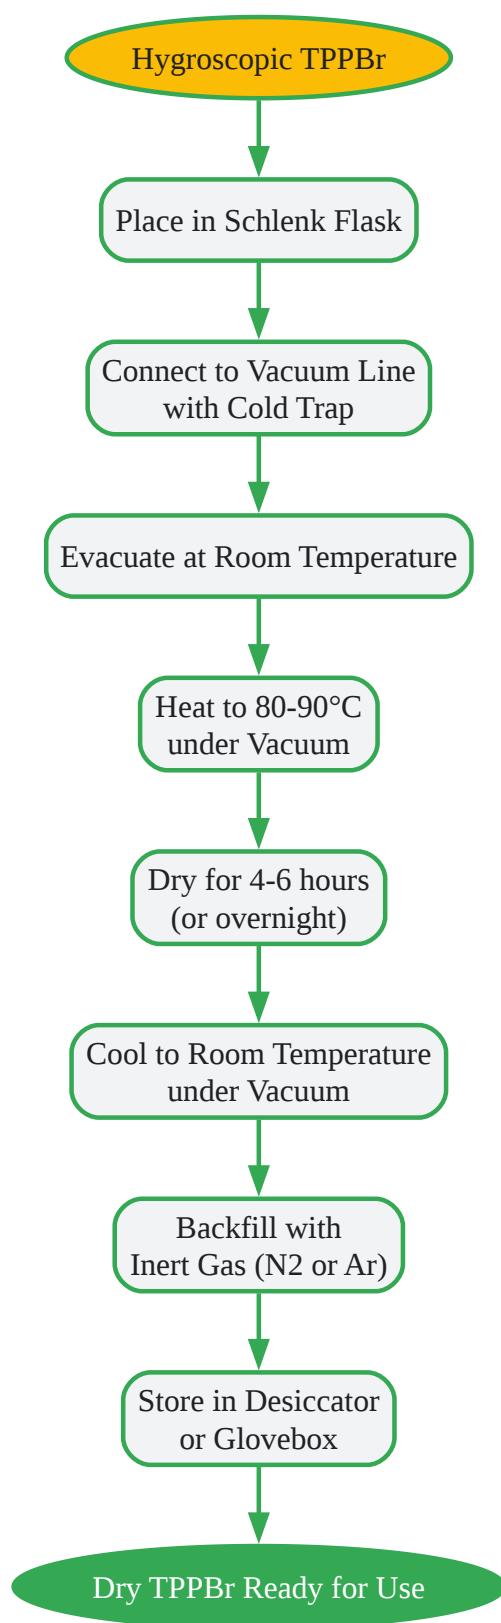 Hygroscopic TPPBr
Place in Schlenk Flask
Connect to Vacuum Line
with Cold Trap
Evacuate at Room Temperature
Heat to 80-90°C
under Vacuum
Dry for 4-6 hours
(or overnight)
Cool to Room Temperature
under Vacuum
Backfill with
Inert Gas (N2 or Ar)
Store in Desiccator
or Glovebox
Dry TPPBr Ready for Use